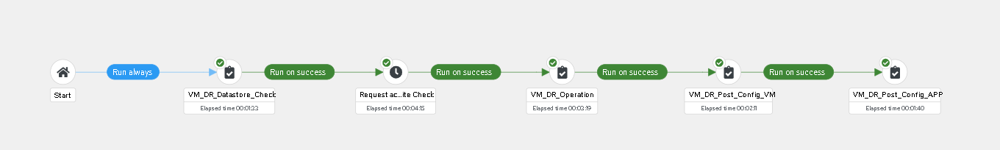 Run always
Run on success
Run on success
Run on success
Run on success
Start
VM_DR_Datastore_Check
Elapsed time 00:01:33
Request ac...ite Check
Elapsed time 00:04:15
VM_DR_Operation
Elapsed time 00:03:19
VM_DR_Post_Config_VM
Elapsed time 00:02:11
VM_DR_Post_Config_APP
Elapsed time 00:01:40